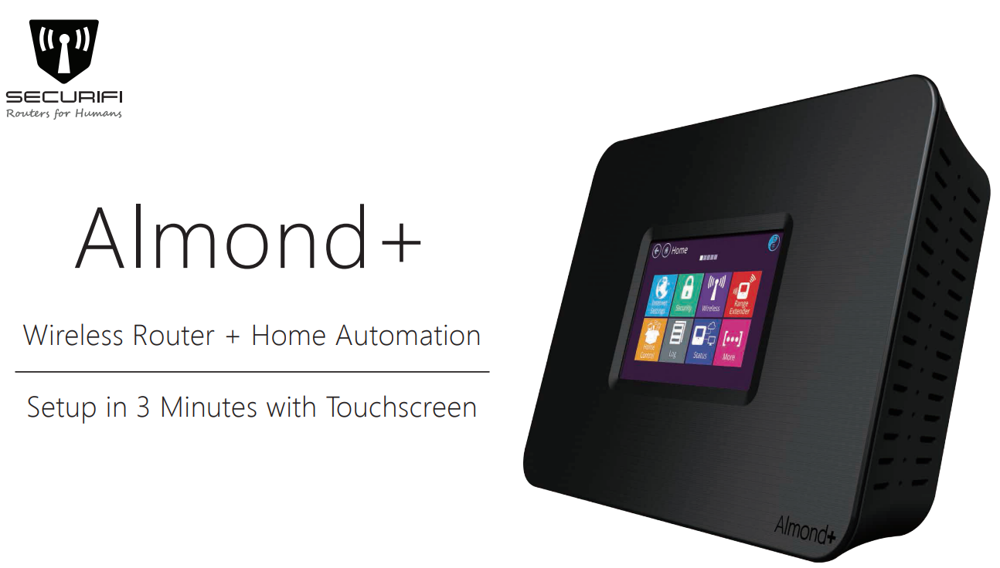 SECURIFI
Routers for Humans
Almond+
Wireless Router + Home Automation
Setup in 3 Minutes with Touchscreen
Home
Internet Settings
Security
Wireless
Range Extender
Home Control
Log
Status
More
Almond+